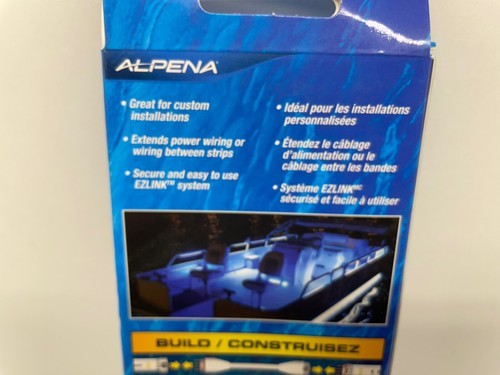 ALPENA
• Great for custom
installations
• Extends power wiring or
wiring between strips
• Secure and easy to use
EZLINK™ system
• Idéal pour les installations
personnalisées
• Étendez le câblage
d'alimentation ou le
câblage entre les bandes
• Système EZLINKᴹᶜ
sécurisé et facile à utiliser
BUILD / CONSTRUISEZ